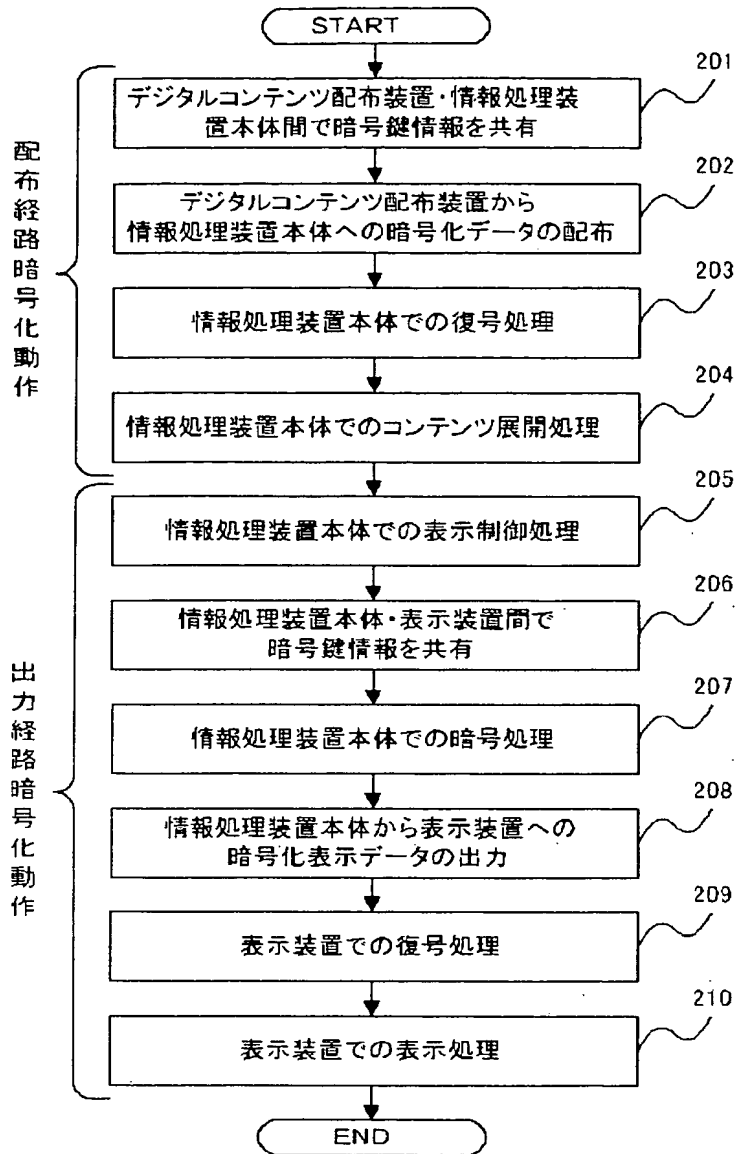 START
201
デジタルコンテンツ配布装置・情報処理装
置本体間で暗号鍵情報を共有
202
デジタルコンテンツ配布装置から
情報処理装置本体への暗号化データの配布
203
情報処理装置本体での復号処理
204
情報処理装置本体でのコンテンツ展開処理
配布経路暗号化動作
205
情報処理装置本体での表示制御処理
206
情報処理装置本体・表示装置間で
暗号鍵情報を共有
207
情報処理装置本体での暗号処理
208
情報処理装置本体から表示装置への
暗号化表示データの出力
209
表示装置での復号処理
210
表示装置での表示処理
出力経路暗号化動作
END